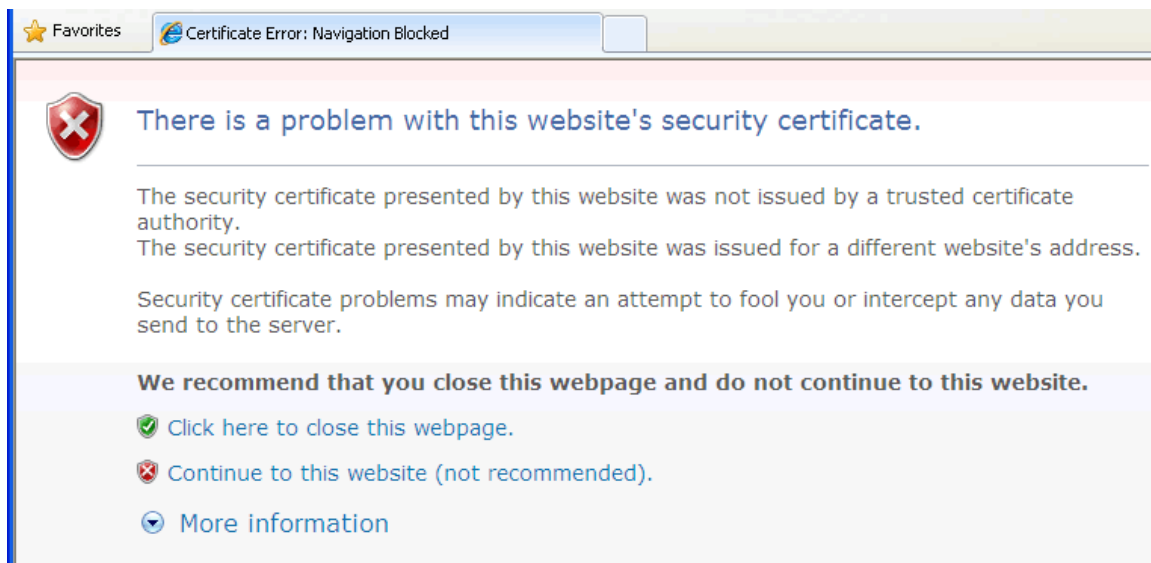 Favorites
Certificate Error: Navigation Blocked
There is a problem with this website's security certificate.
The security certificate presented by this website was not issued by a trusted certificate
authority.
The security certificate presented by this website was issued for a different website's address.
Security certificate problems may indicate an attempt to fool you or intercept any data you
send to the server.
We recommend that you close this webpage and do not continue to this website.
Click here to close this webpage.
Continue to this website (not recommended).
More information